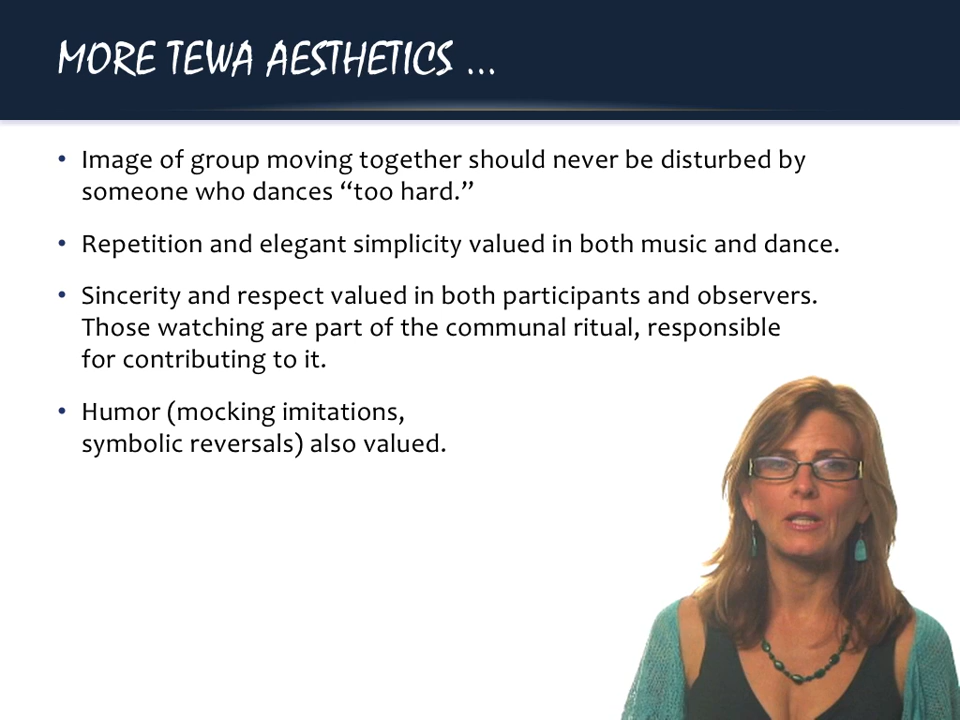 MORE TEWA AESTHETICS ...
• Image of group moving together should never be disturbed by
someone who dances “too hard.”
• Repetition and elegant simplicity valued in both music and dance.
• Sincerity and respect valued in both participants and observers.
Those watching are part of the communal ritual, responsible
for contributing to it.
• Humor (mocking imitations,
symbolic reversals) also valued.